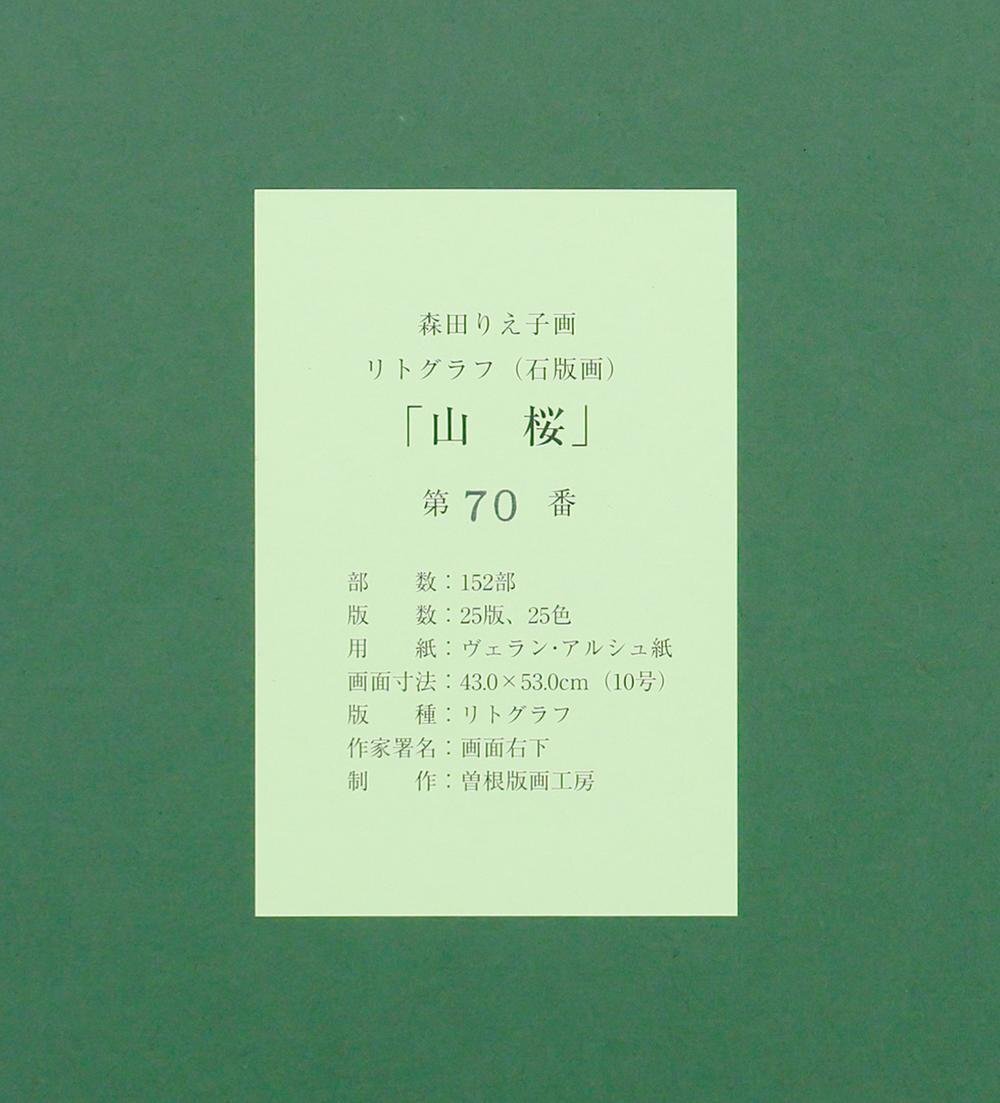 森田りえ子画
リトグラフ（石版画）
「山　桜」
第 70 番
部　　数：152部
版　　数：25版、25色
用　　紙：ヴェラン・アルシュ紙
画面寸法：43.0×53.0cm（10号）
版　　種：リトグラフ
作家署名：画面右下
制　　作：曽根版画工房